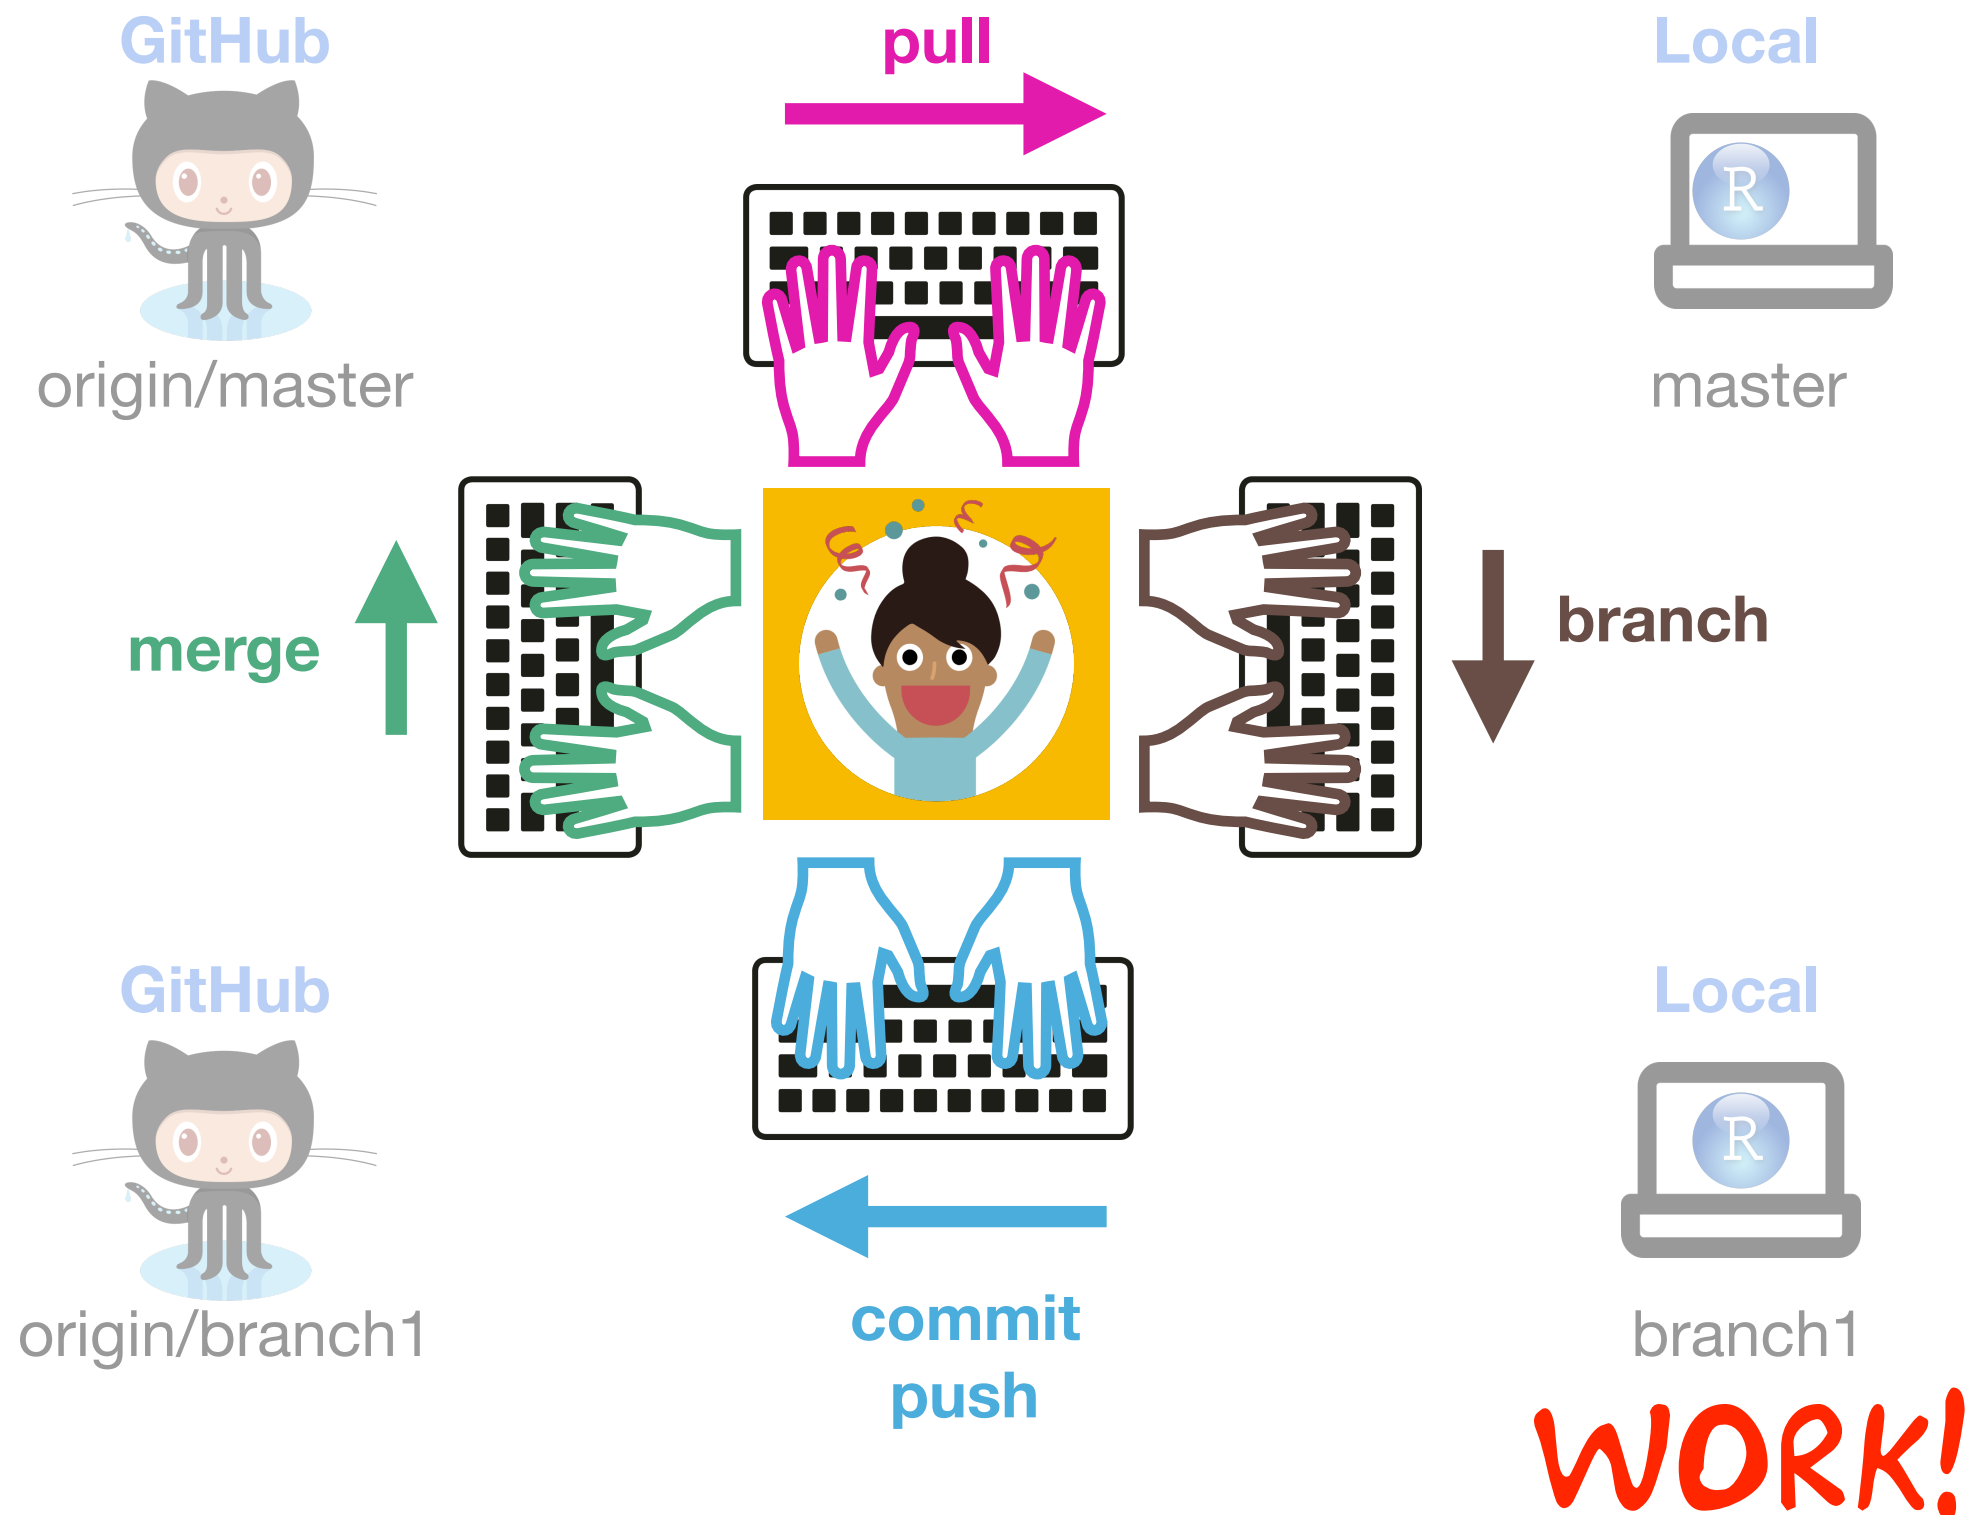 GitHub
pull
Local
R
origin/master
master
merge
branch
GitHub
Local
R
origin/branch1
commit
push
branch1
WORK!